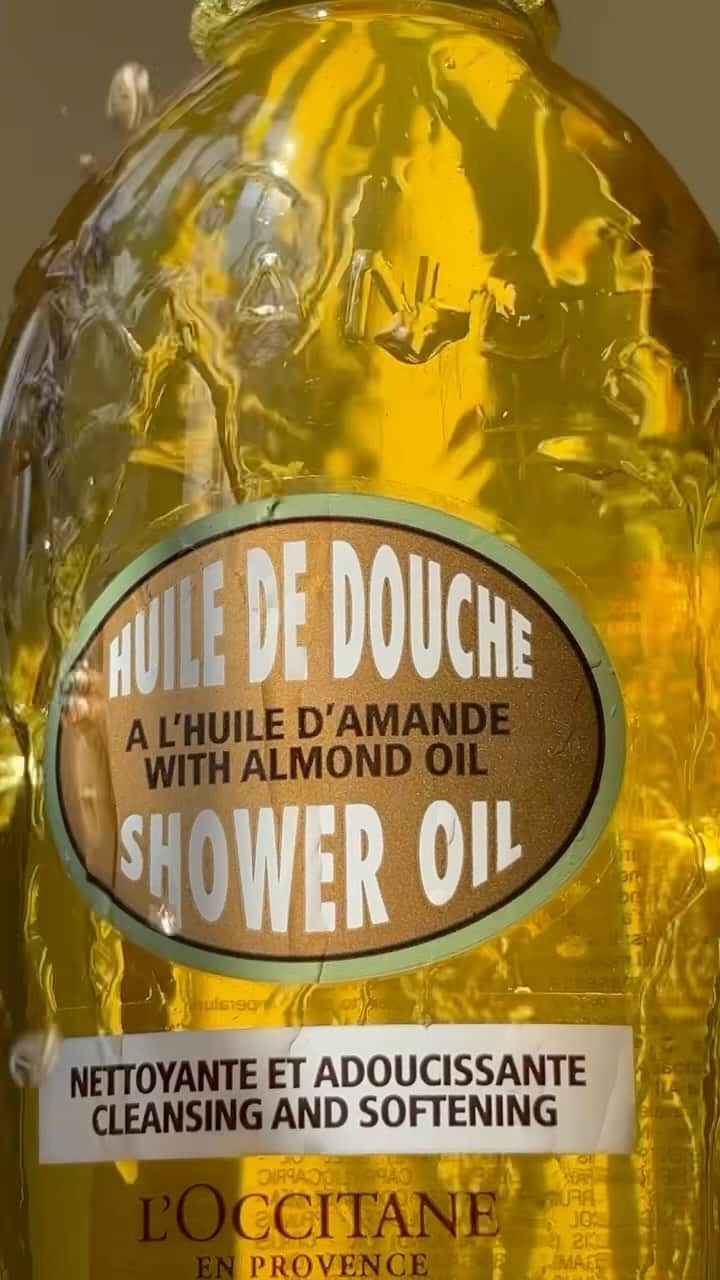 HUILE DE DOUCHE
A L'HUILE D'AMANDE
WITH ALMOND OIL
SHOWER OIL
NETTOYANTE ET ADOUCISSANTE
CLEANSING AND SOFTENING
L'OCCITANE
EN PROVENCE